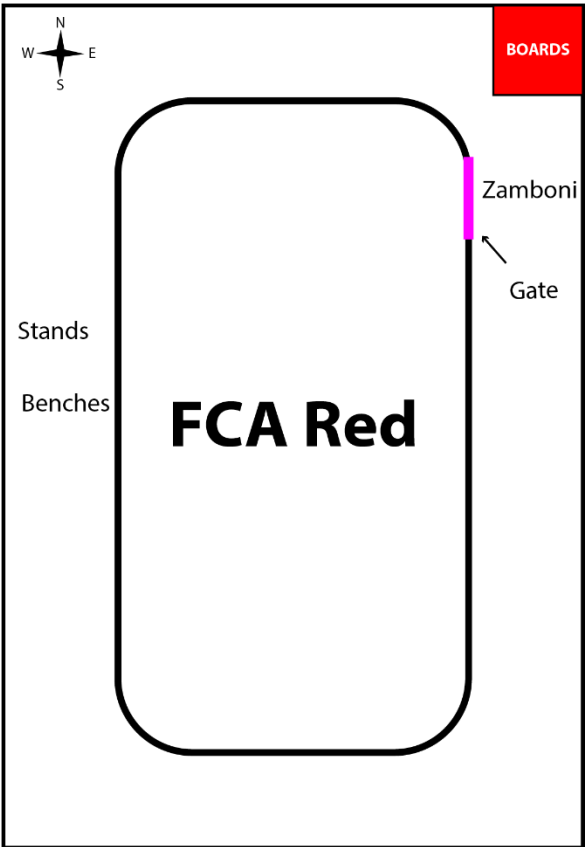 N
W E
S
BOARDS
Zamboni
Gate
Stands
Benches
FCA Red